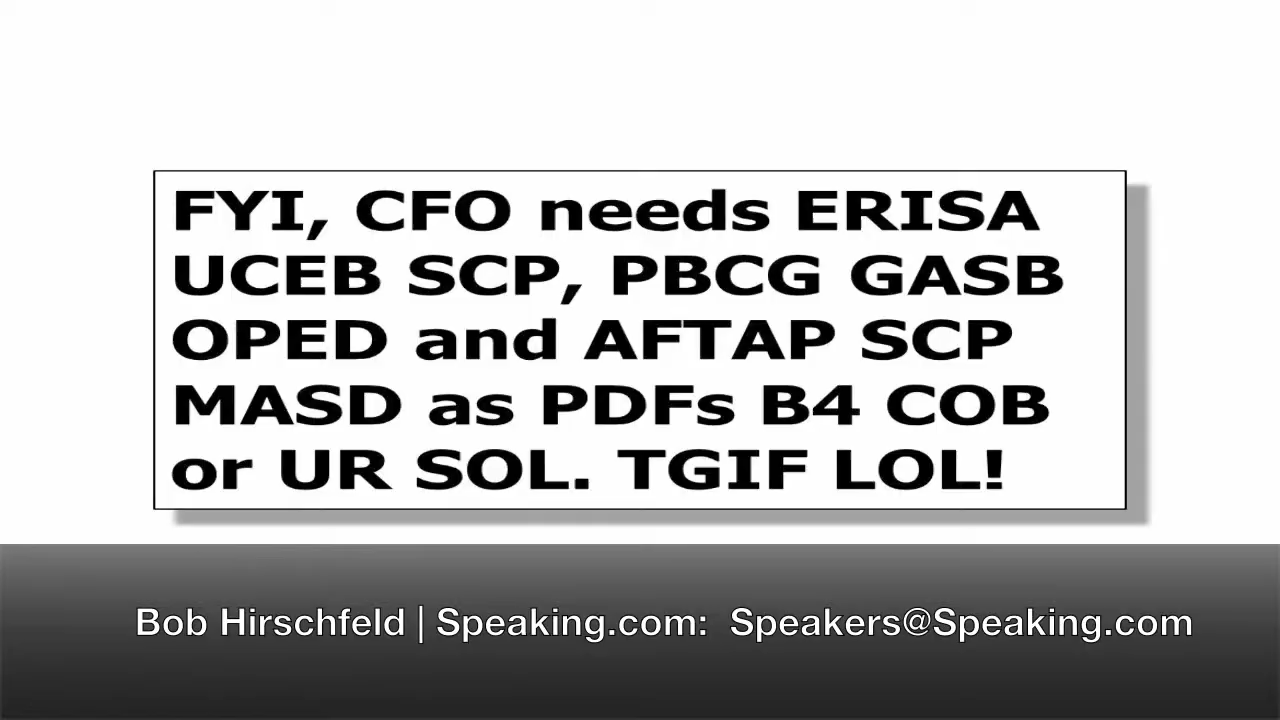 FYI, CFO needs ERISA
UCEB SCP, PBCG GASB
OPED and AFTAP SCP
MASD as PDFs B4 COB
or UR SOL. TGIF LOL!
Bob Hirschfeld | Speaking.com: Speakers@Speaking.com